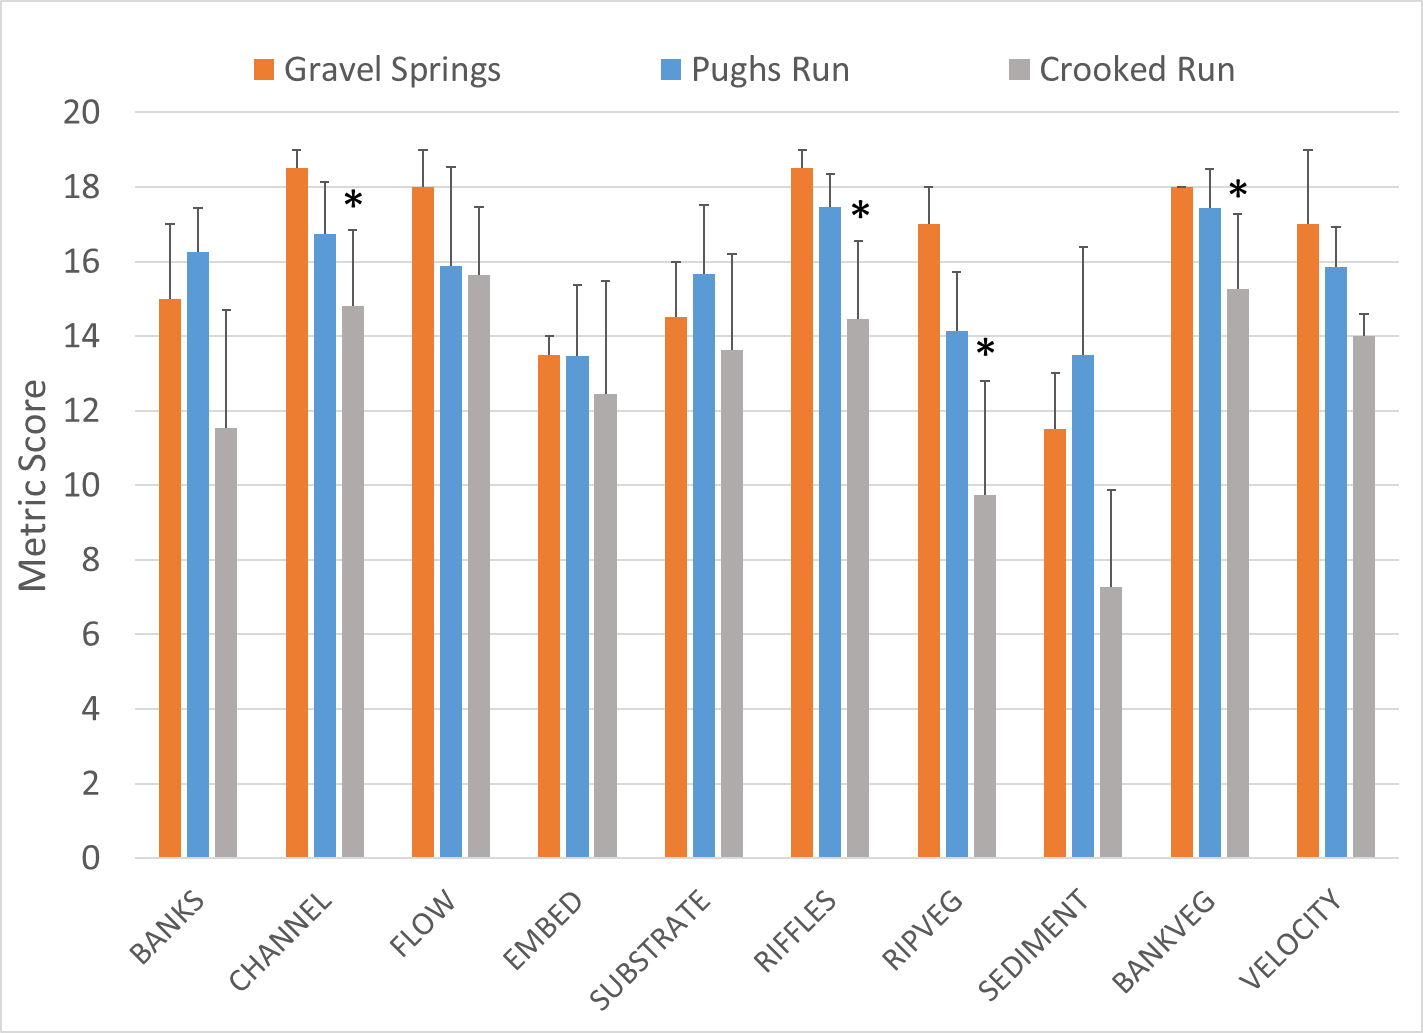 Gravel Springs Pughs Run Crooked Run
20
18
16
14
12
10
8
6
4
2
0
Metric Score
* * * *
BANKS CHANNEL FLOW EMBED SUBSTRATE RIFFLES RIPVEG SEDIMENT BANKVEG VELOCITY